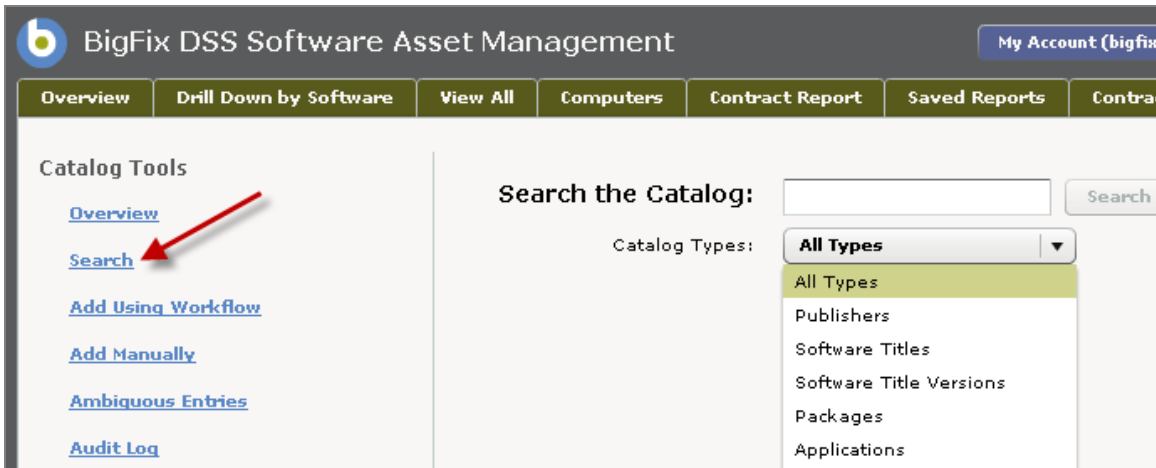 BigFix DSS Software Asset Management
My Account (bigfix
Overview
Drill Down by Software
View All
Computers
Contract Report
Saved Reports
Contra
Catalog Tools
Overview
Search
Add Using Workflow
Add Manually
Ambiguous Entries
Audit Log
Search the Catalog:
Search
Catalog Types:
All Types
All Types
Publishers
Software Titles
Software Title Versions
Packages
Applications